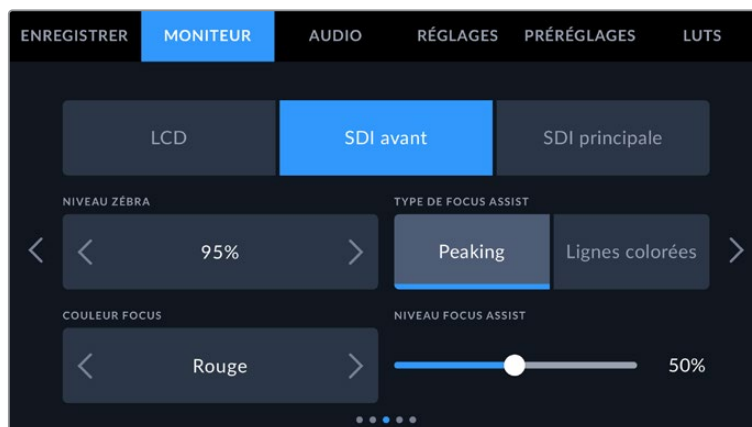 ENREGISTRER MONITEUR AUDIO RÉGLAGES PRÉRÉGLAGES LUTS
LCD SDI avant SDI principale
NIVEAU ZÉBRA TYPE DE FOCUS ASSIST
95% Peaking Lignes colorées
COULEUR FOCUS NIVEAU FOCUS ASSIST
Rouge 50%